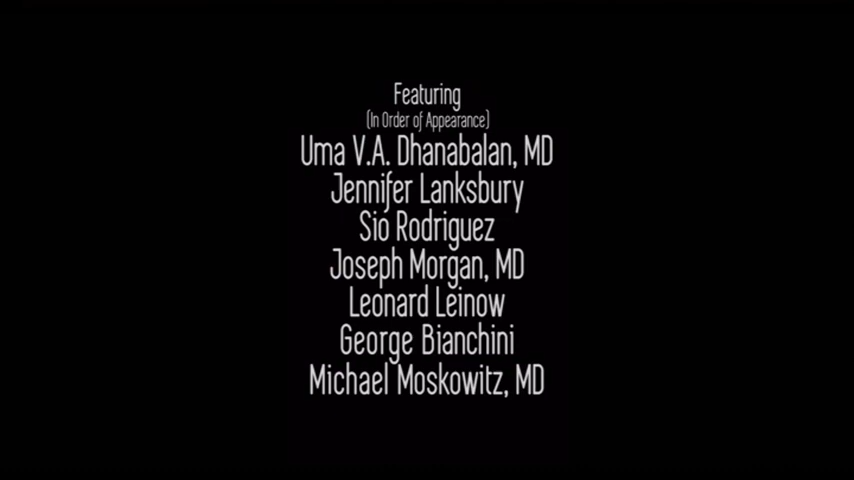 Featuring
(In Order of Appearance)
Uma V.A. Dhanabalan, MD
Jennifer Lanksbury
Sio Rodriguez
Joseph Morgan, MD
Leonard Leinow
George Bianchini
Michael Moskowitz, MD